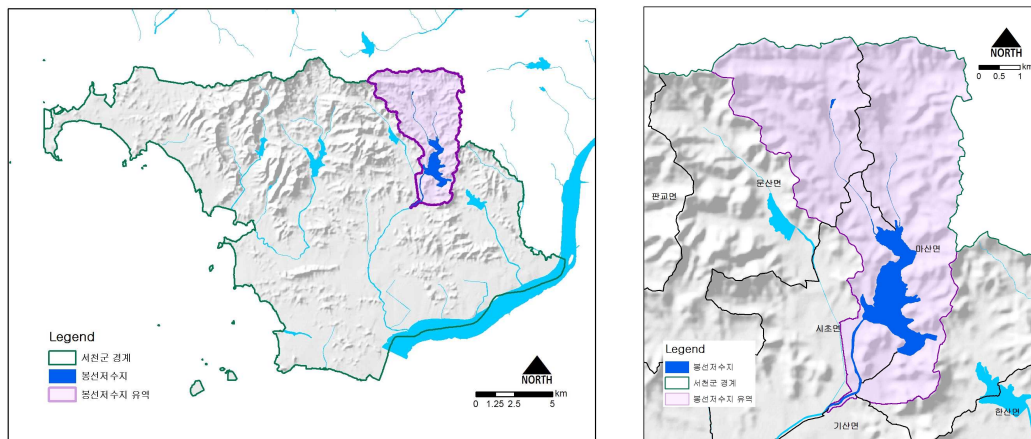 Legend
서천군 경계
봉선저수지
봉선저수지 유역
NORTH
0 1.25 2.5 5 km
NORTH
0 0.5 1 km
판교면
문산면
마산면
시초면
기산면
한산면
Legend
봉선저수지
서천군 경계
봉선저수지 유역